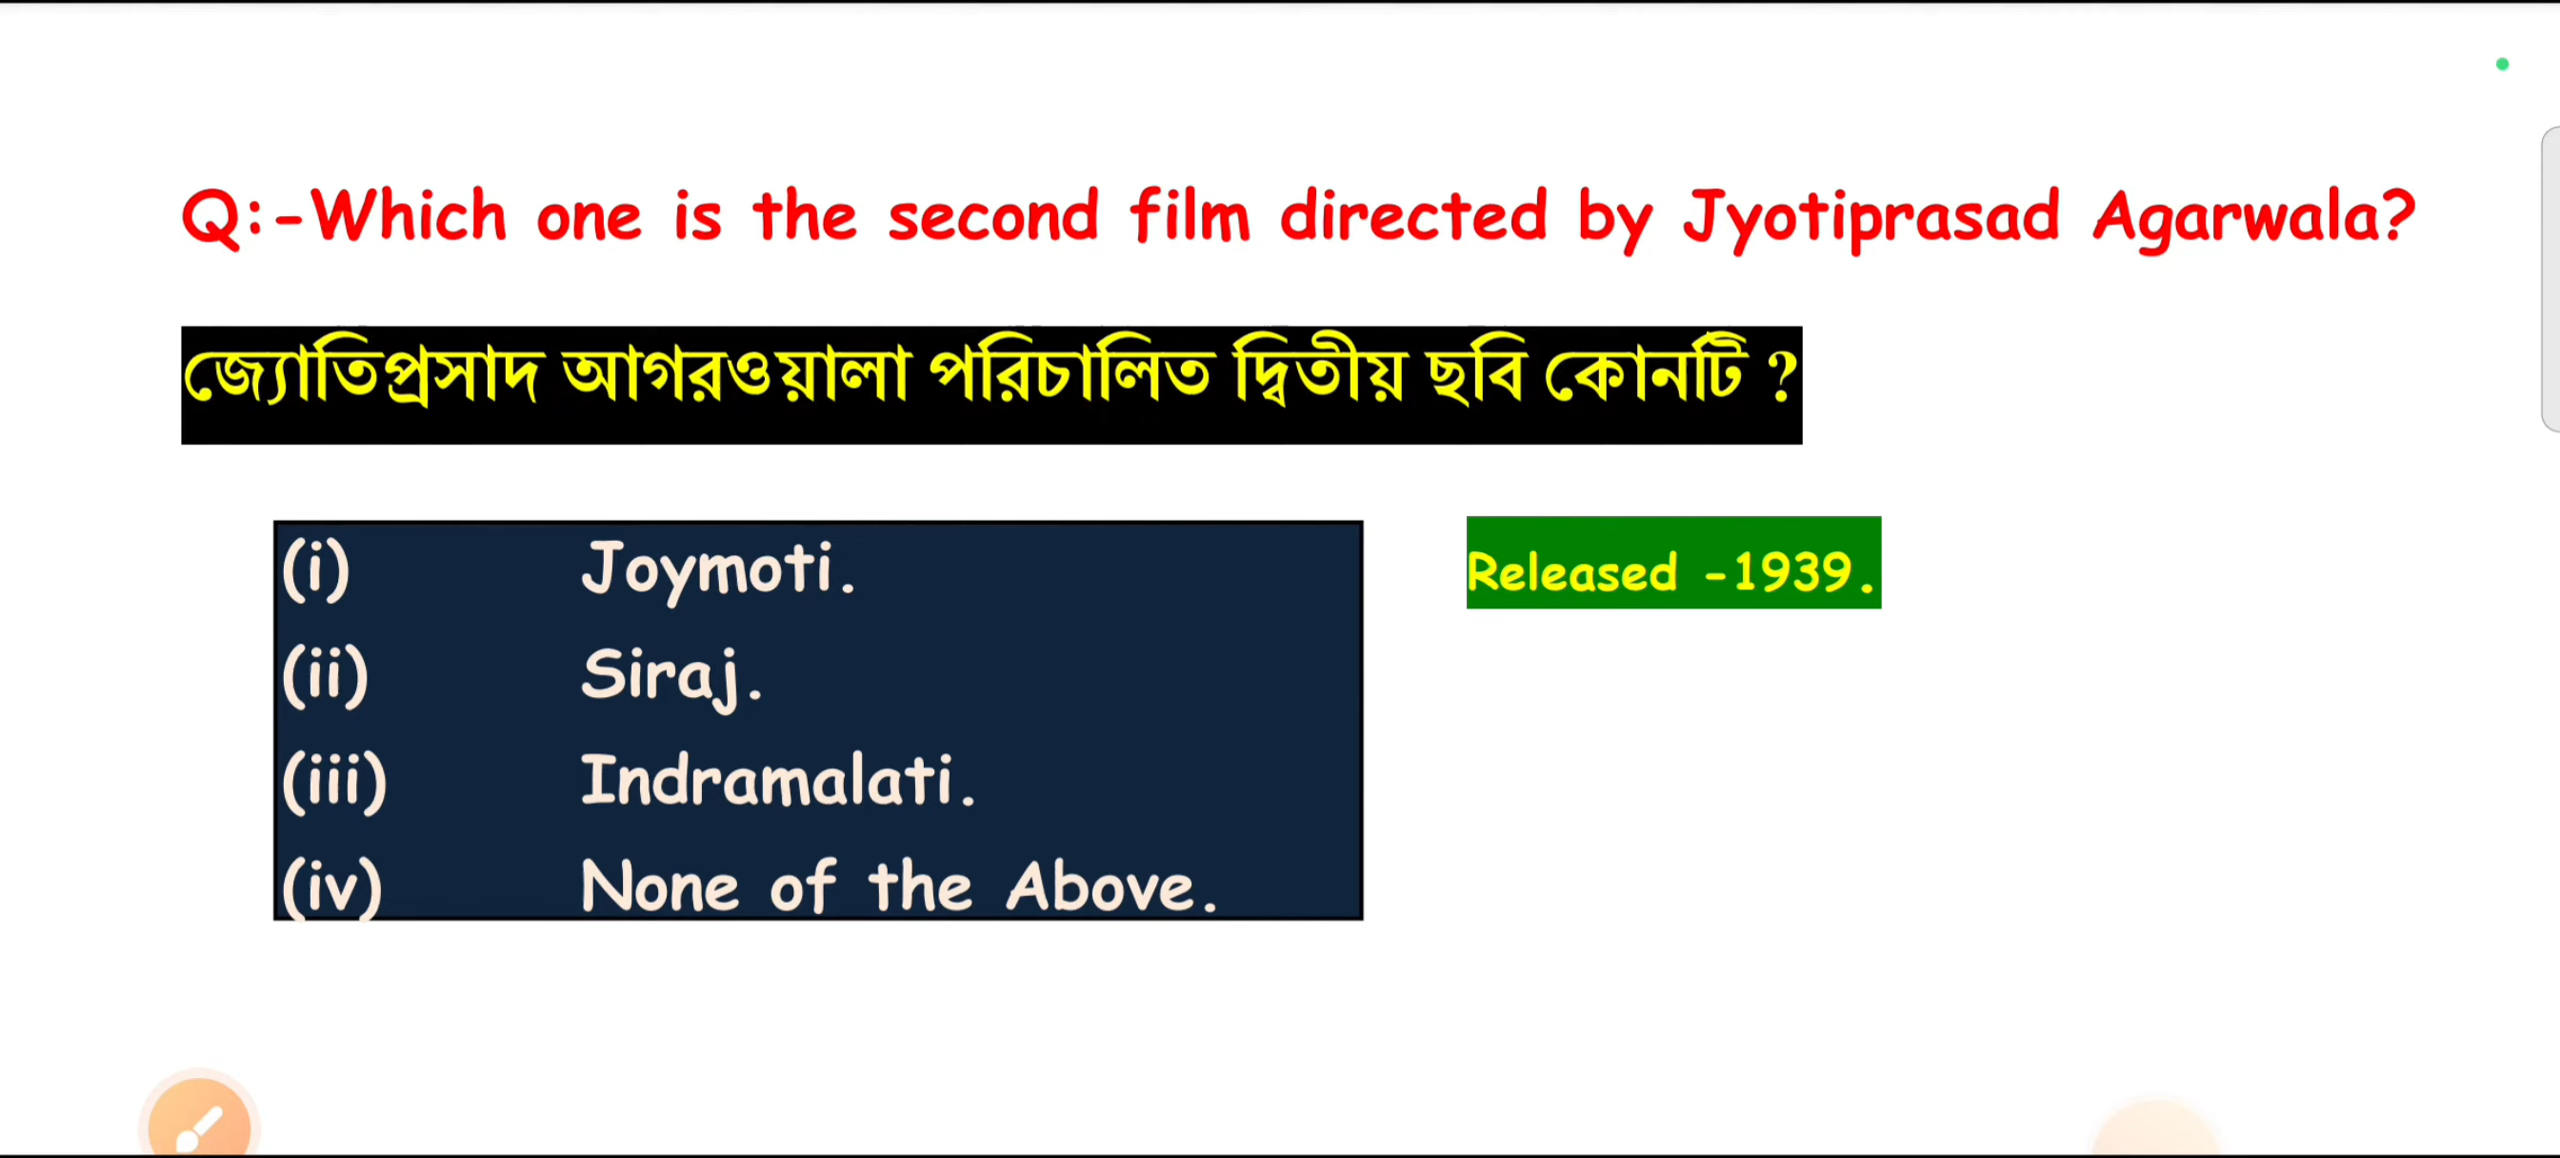 Q:-Which one is the second film directed by Jyotiprasad Agarwala?
জ্যোতিপ্রসাদ আগরওয়ালা পরিচালিত দ্বিতীয় ছবি কোনটি ?
(i) Joymoti.
Released -1939.
(ii) Siraj.
(iii) Indramalati.
(iv) None of the Above.